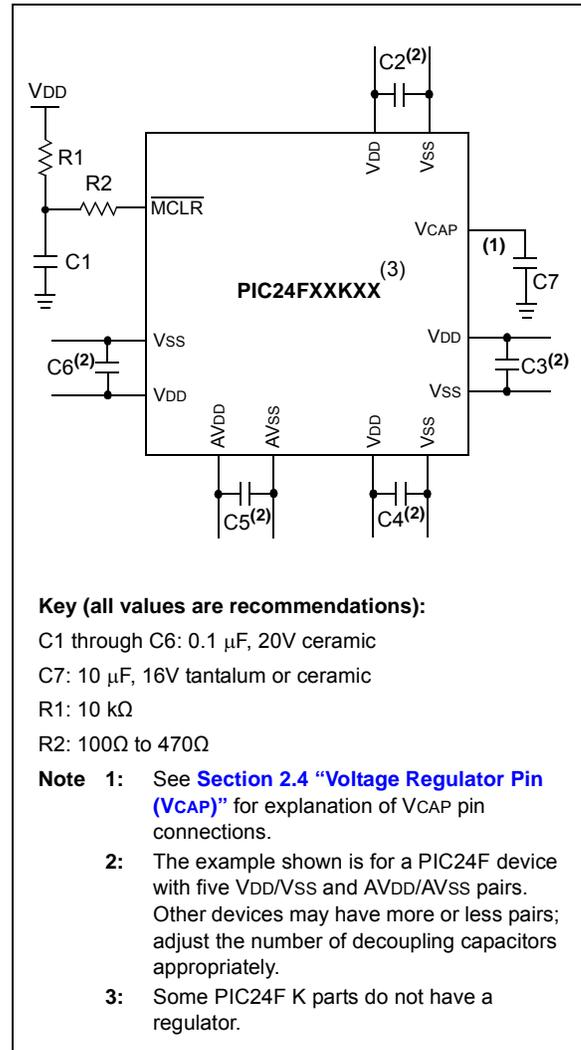 C2(2)
VDD
R1
R2
VDD
VSS
MCLR
VCAP
(1)
C1
C7
PIC24FXXKXX(3)
VSS
VDD
C6(2)
C3(2)
VDD
VSS
AVDD
AVSS
VDD
VSS
C5(2)
C4(2)
Key (all values are recommendations):
C1 through C6: 0.1 μF, 20V ceramic
C7: 10 μF, 16V tantalum or ceramic
R1: 10 kΩ
R2: 100Ω to 470Ω
Note 1: See Section 2.4 “Voltage Regulator Pin
(VCAP)” for explanation of VCAP pin
connections.
2: The example shown is for a PIC24F device
with five VDD/VSS and AVDD/AVSS pairs.
Other devices may have more or less pairs;
adjust the number of decoupling capacitors
appropriately.
3: Some PIC24F K parts do not have a
regulator.